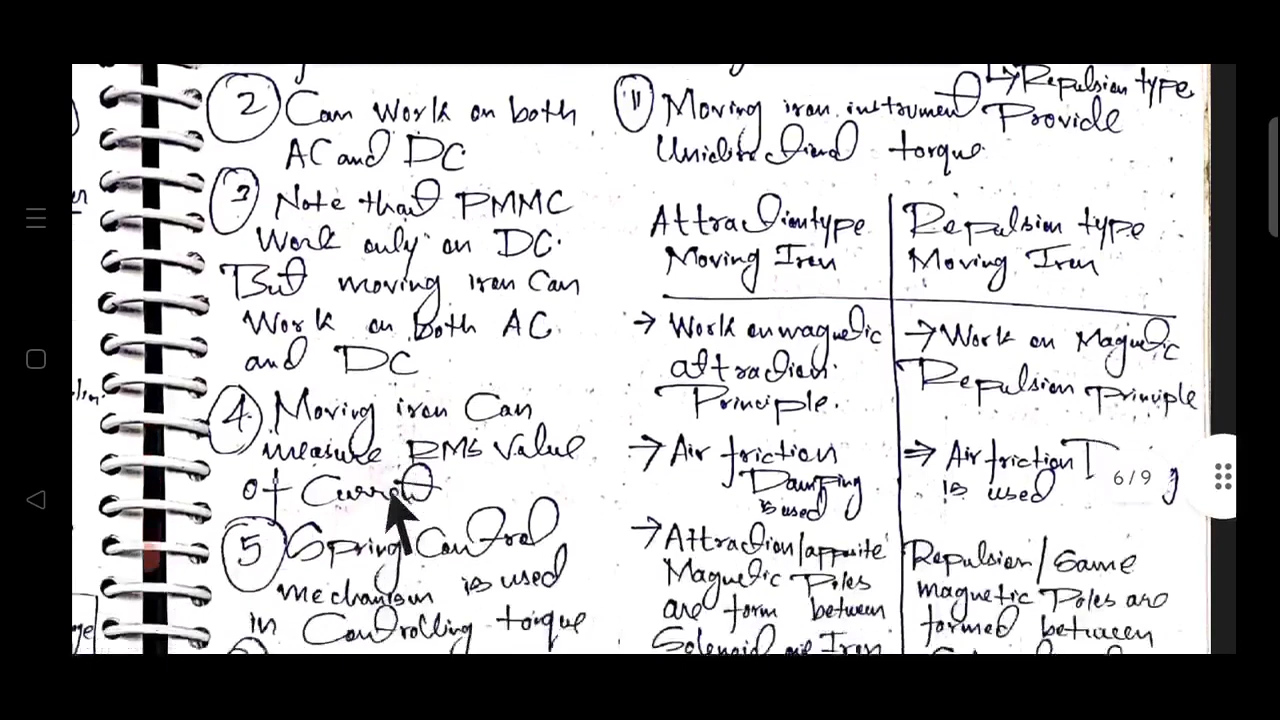 2 Can Work on both
AC and DC
3 Note that PMMC
Work only on DC.
But moving iron Can
Work on both AC
and DC
4. Moving iron Can
measure RMS Value
of Current
5 Spring Control
mechanism is used
in Controlling torque
↳ Repulsion type
11 Moving iron instrument Provide
Unidirectional torque.
Attraction type
Moving Iron
→ Work on magnetic
attraction
Principle.
→ Air friction
Damping
is used
→ Attraction/opposite
Magnetic Poles
are form between
Solenoid and Iron
Repulsion type
Moving Iron
→ Work on Magnetic
Repulsion principle
⇒ Air friction
is used
Repulsion/Same
magnetic Poles are
formed between
6/9